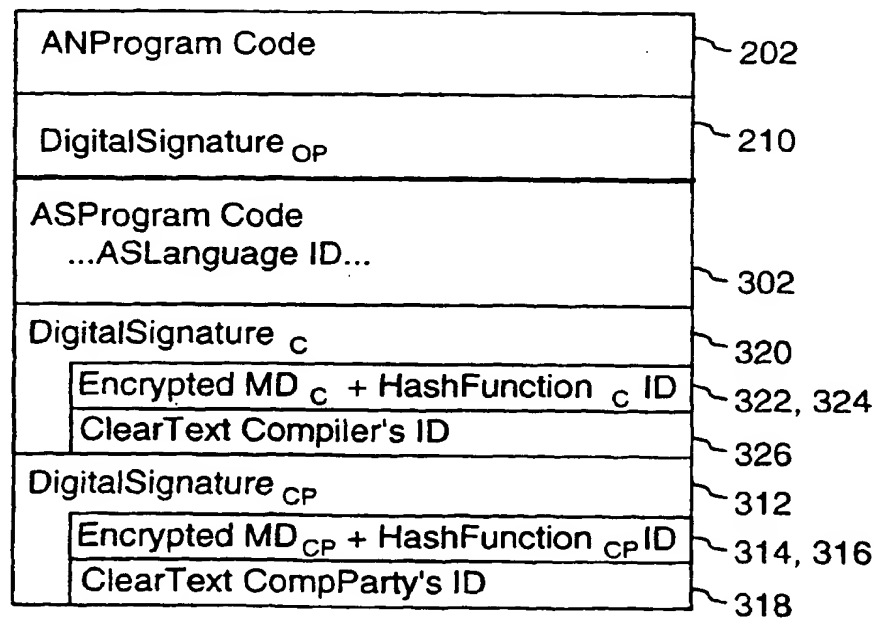 ANProgram Code 202
DigitalSignature OP 210
ASProgram Code
...ASLanguage ID... 302
DigitalSignature C 320
Encrypted MD C + HashFunction C ID 322, 324
ClearText Compiler's ID 326
DigitalSignature CP 312
Encrypted MD CP + HashFunction CP ID 314, 316
ClearText CompParty's ID 318